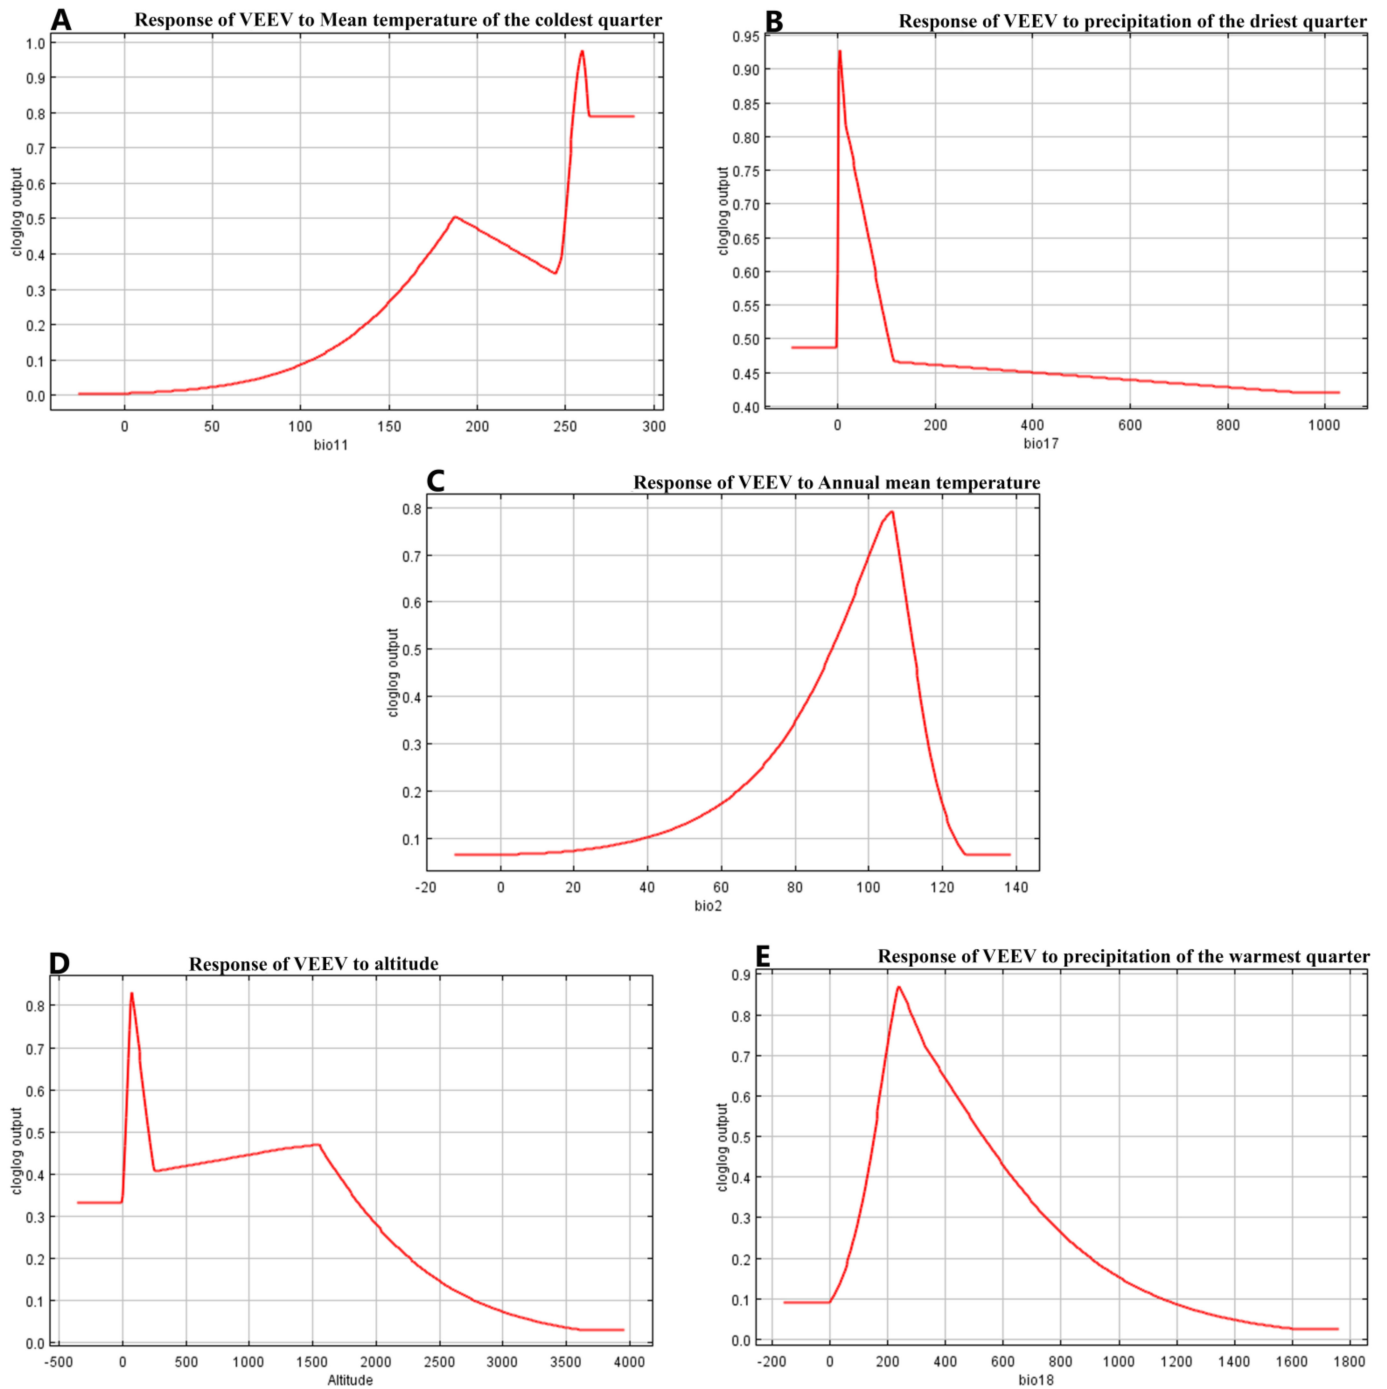 A
Response of VEEV to Mean temperature of the coldest quarter
1.0
0.9
0.8
0.7
0.6
0.5
0.4
0.3
0.2
0.1
0.0
cloglog output
0 50 100 150 200 250 300
bio11
B
Response of VEEV to precipitation of the driest quarter
0.95
0.90
0.85
0.80
0.75
0.70
0.65
0.60
0.55
0.50
0.45
0.40
cloglog output
0 200 400 600 800 1000
bio17
C
Response of VEEV to Annual mean temperature
0.8
0.7
0.6
0.5
0.4
0.3
0.2
0.1
cloglog output
-20 0 20 40 60 80 100 120 140
bio2
D
Response of VEEV to altitude
0.8
0.7
0.6
0.5
0.4
0.3
0.2
0.1
0.0
cloglog output
-500 0 500 1000 1500 2000 2500 3000 3500 4000
Altitude
E
Response of VEEV to precipitation of the warmest quarter
0.9
0.8
0.7
0.6
0.5
0.4
0.3
0.2
0.1
0.0
cloglog output
-200 0 200 400 600 800 1000 1200 1400 1600 1800
bio18